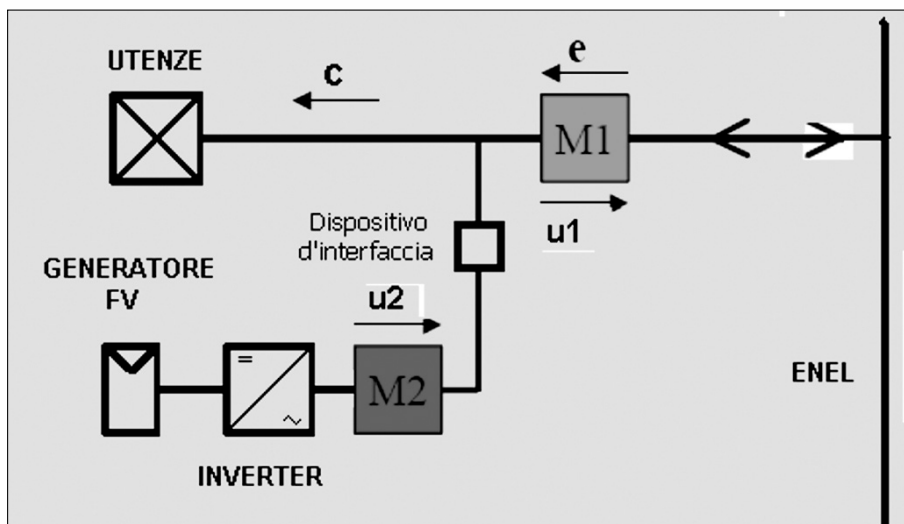 UTENZE
c
e
M1
u1
Dispositivo
d'interfaccia
GENERATORE
FV
u2
M2
=
~
INVERTER
ENEL